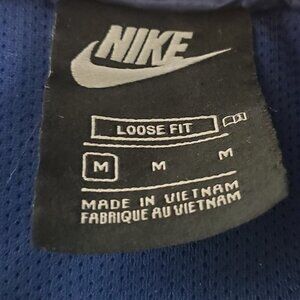 NIKE
LOOSE FIT
M M M
MADE IN VIETNAM
FABRIQUE AU VIETNAM